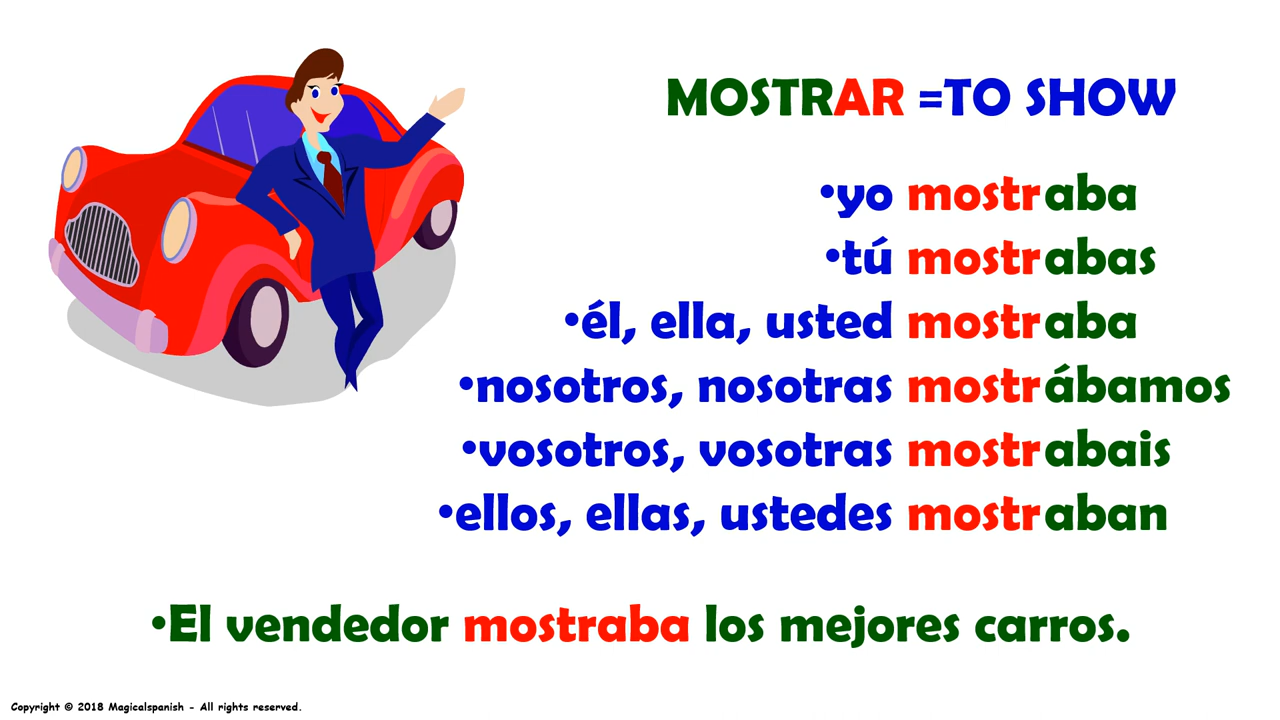 MOSTRAR =TO SHOW
•yo mostraba
•tú mostrabas
•él, ella, usted mostraba
•nosotros, nosotras mostrábamos
•vosotros, vosotras mostrabais
•ellos, ellas, ustedes mostraban
•El vendedor mostraba los mejores carros.
Copyright © 2018 Magicalspanish - All rights reserved.